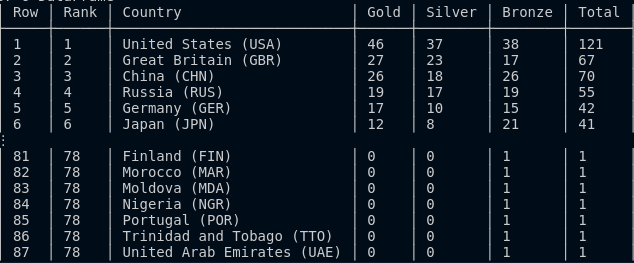 Row | Rank | Country | Gold | Silver | Bronze | Total
1 | 1 | United States (USA) | 46 | 37 | 38 | 121
2 | 2 | Great Britain (GBR) | 27 | 23 | 17 | 67
3 | 3 | China (CHN) | 26 | 18 | 26 | 70
4 | 4 | Russia (RUS) | 19 | 17 | 19 | 55
5 | 5 | Germany (GER) | 17 | 10 | 15 | 42
6 | 6 | Japan (JPN) | 12 | 8 | 21 | 41
⋮
81 | 78 | Finland (FIN) | 0 | 0 | 1 | 1
82 | 78 | Morocco (MAR) | 0 | 0 | 1 | 1
83 | 78 | Moldova (MDA) | 0 | 0 | 1 | 1
84 | 78 | Nigeria (NGR) | 0 | 0 | 1 | 1
85 | 78 | Portugal (POR) | 0 | 0 | 1 | 1
86 | 78 | Trinidad and Tobago (TTO) | 0 | 0 | 1 | 1
87 | 78 | United Arab Emirates (UAE) | 0 | 0 | 1 | 1